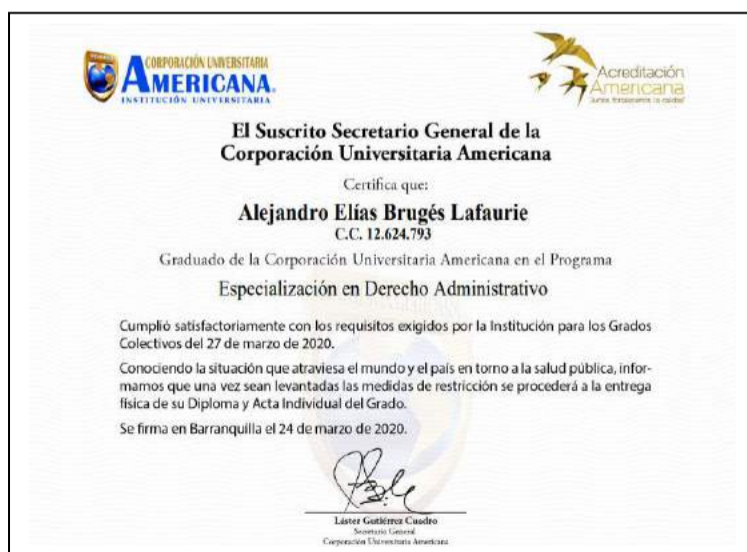 CORPORACIÓN UNIVERSITARIA
AMERICANA
INSTITUCIÓN UNIVERSITARIA
Acreditación
Americana
El Suscrito Secretario General de la
Corporación Universitaria Americana
Certifica que:
Alejandro Elías Brugés Lafaurie
C.C. 12.624.793
Graduado de la Corporación Universitaria Americana en el Programa
Especialización en Derecho Administrativo
Cumplió satisfactoriamente con los requisitos exigidos por la Institución para los Grados
Colectivos del 27 de marzo de 2020.
Conociendo la situación que atraviesa el mundo y el país en torno a la salud pública, infor-
mamos que una vez sean levantadas las medidas de restricción se procederá a la entrega
física de su Diploma y Acta Individual del Grado.
Se firma en Barranquilla el 24 de marzo de 2020.
Láster Gutiérrez Cuadro
Secretario General
Corporación Universitaria Americana